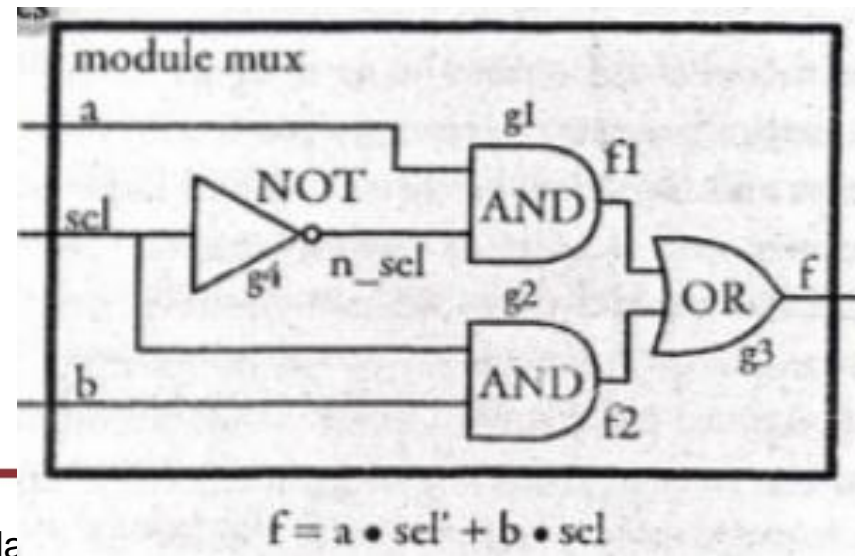 module mux
a
g1
f1
NOT
AND
sel
g4
n_sel
g2
f
OR
g3
b
AND
f2
f = a • sel' + b • sel